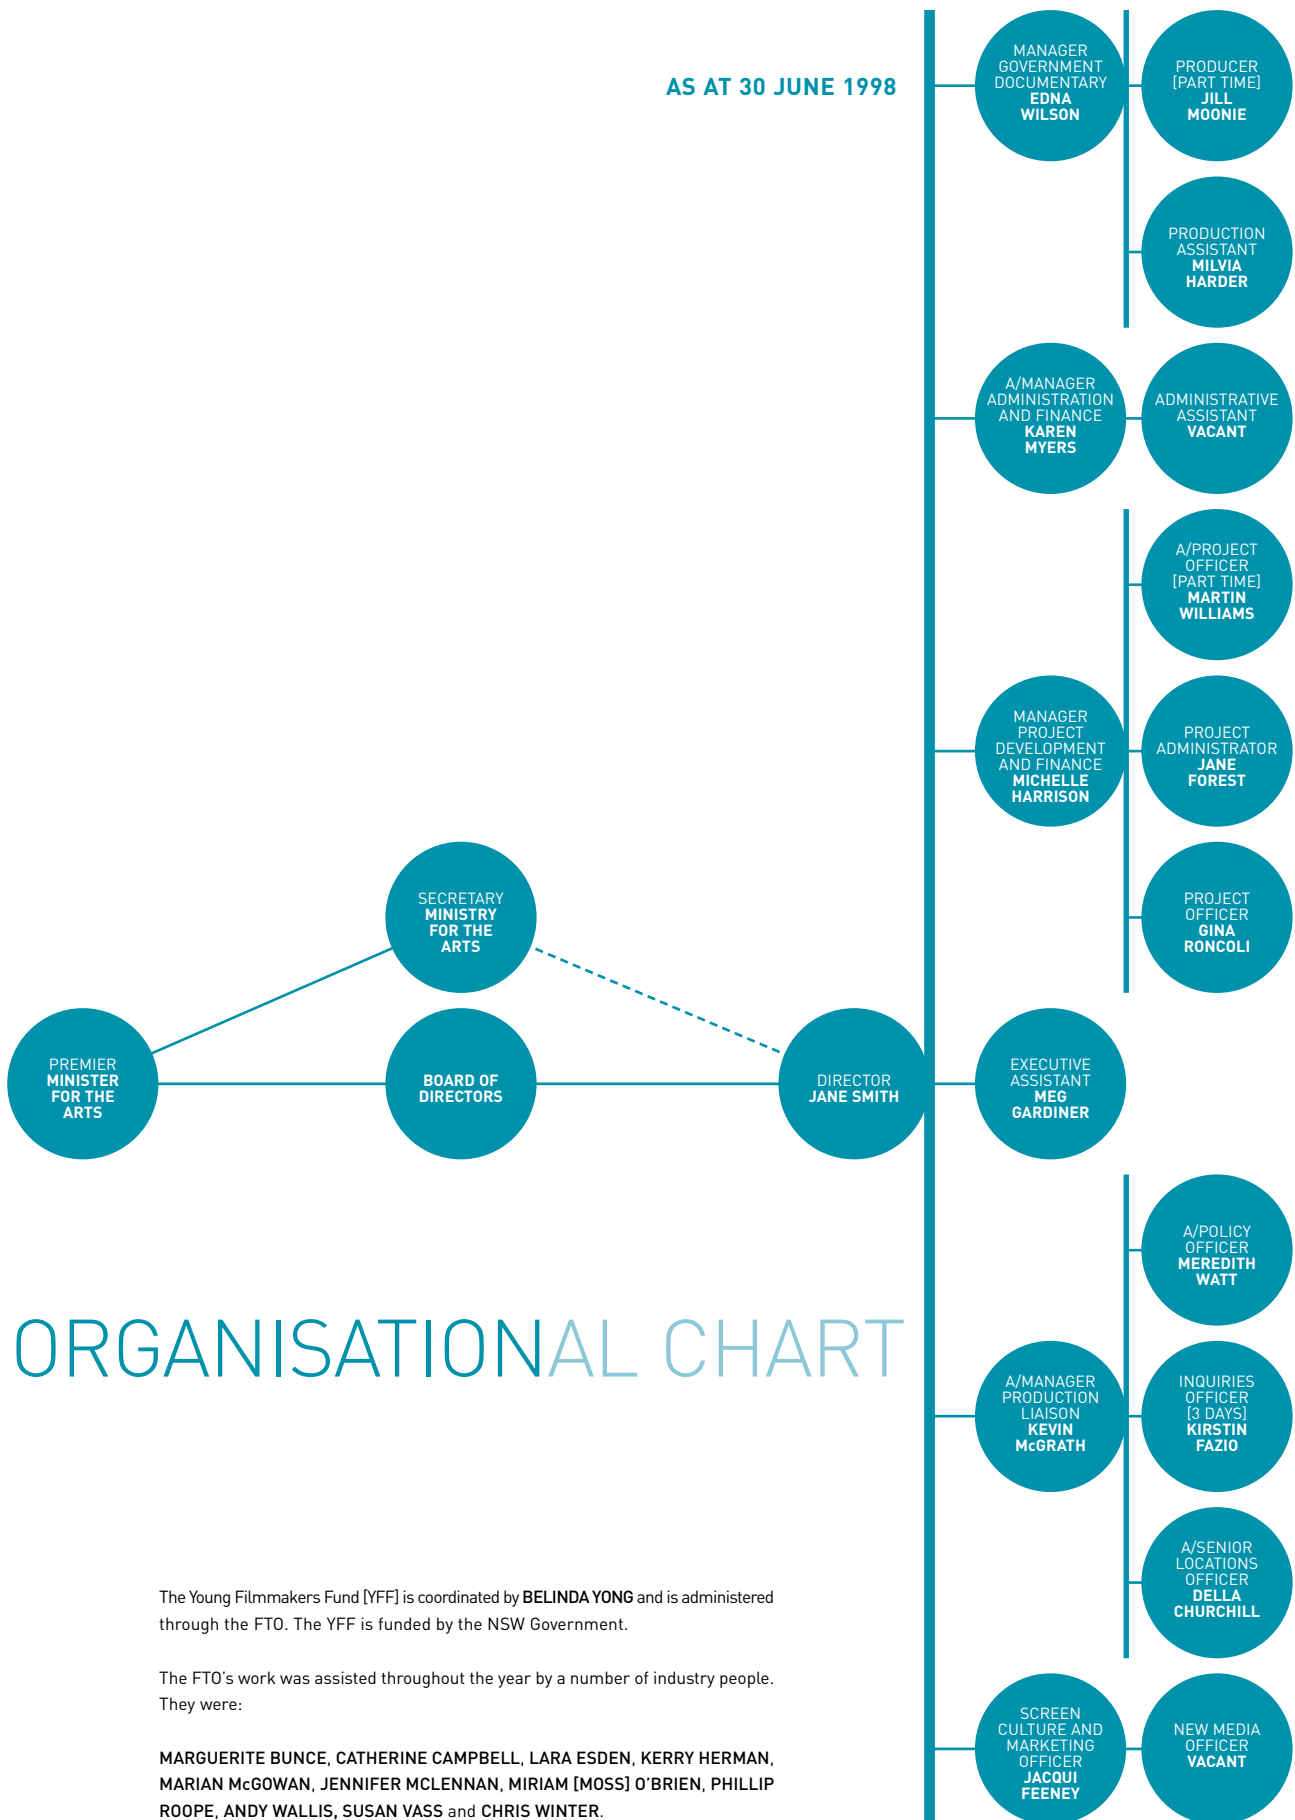 AS AT 30 JUNE 1998
MANAGER
GOVERNMENT
DOCUMENTARY
EDNA
WILSON
PRODUCER
[PART TIME]
JILL
MOONIE
PRODUCTION
ASSISTANT
MILVIA
HARDER
A/MANAGER
ADMINISTRATION
AND FINANCE
KAREN
MYERS
ADMINISTRATIVE
ASSISTANT
VACANT
A/PROJECT
OFFICER
[PART TIME]
MARTIN
WILLIAMS
MANAGER
PROJECT
DEVELOPMENT
AND FINANCE
MICHELLE
HARRISON
PROJECT
ADMINISTRATOR
JANE
FOREST
PROJECT
OFFICER
GINA
RONCOLI
SECRETARY
MINISTRY
FOR THE
ARTS
PREMIER
MINISTER
FOR THE
ARTS
BOARD OF
DIRECTORS
DIRECTOR
JANE SMITH
EXECUTIVE
ASSISTANT
MEG
GARDINER
A/POLICY
OFFICER
MEREDITH
WATT
ORGANISATIONAL CHART
A/MANAGER
PRODUCTION
LIAISON
KEVIN
McGRATH
INQUIRIES
OFFICER
[3 DAYS]
KIRSTIN
FAZIO
A/SENIOR
LOCATIONS
OFFICER
DELLA
CHURCHILL
SCREEN
CULTURE AND
MARKETING
OFFICER
JACQUI
FEENEY
NEW MEDIA
OFFICER
VACANT
The Young Filmmakers Fund [YFF] is coordinated by BELINDA YONG and is administered
through the FTO. The YFF is funded by the NSW Government.
The FTO's work was assisted throughout the year by a number of industry people.
They were:
MARGUERITE BUNCE, CATHERINE CAMPBELL, LARA ESDEN, KERRY HERMAN,
MARIAN McGOWAN, JENNIFER MCLENNAN, MIRIAM [MOSS] O'BRIEN, PHILLIP
ROOPE, ANDY WALLIS, SUSAN VASS and CHRIS WINTER.